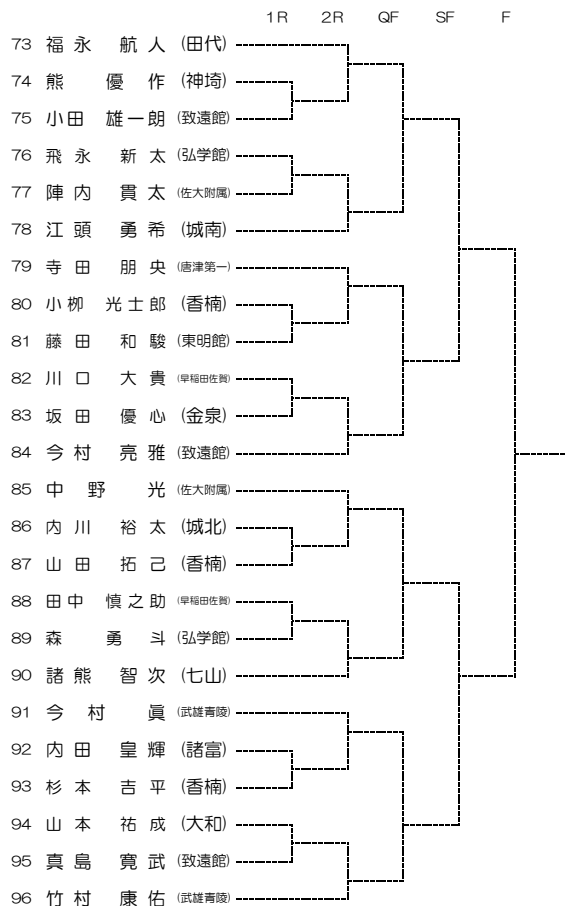 1R 2R QF SF F
73 福永 航人 (田代)
74 熊 優作 (神埼)
75 小田 雄一朗 (致遠館)
76 飛永 新太 (弘学館)
77 陣内 貫太 (佐大附属)
78 江頭 勇希 (城南)
79 寺田 朋央 (唐津第一)
80 小栁 光士郎 (香楠)
81 藤田 和駿 (東明館)
82 川口 大貴 (早稲田佐賀)
83 坂田 優心 (金泉)
84 今村 亮雅 (致遠館)
85 中野 光 (佐大附属)
86 内川 裕太 (城北)
87 山田 拓己 (香楠)
88 田中 慎之助 (早稲田佐賀)
89 森 勇斗 (弘学館)
90 諸熊 智次 (七山)
91 今村 眞 (武雄青陵)
92 内田 皇輝 (諸富)
93 杉本 吉平 (香楠)
94 山本 祐成 (大和)
95 真島 寛武 (致遠館)
96 竹村 康佑 (武雄青陵)